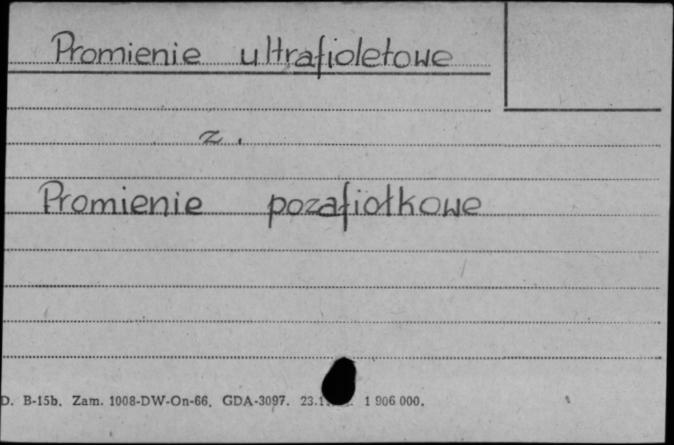 Promienie ultrafioletowe
z.
Promienie pozafiołkowe
D. B-15b. Zam. 1008-DW-On-66. GDA-3097. 1 906 000.